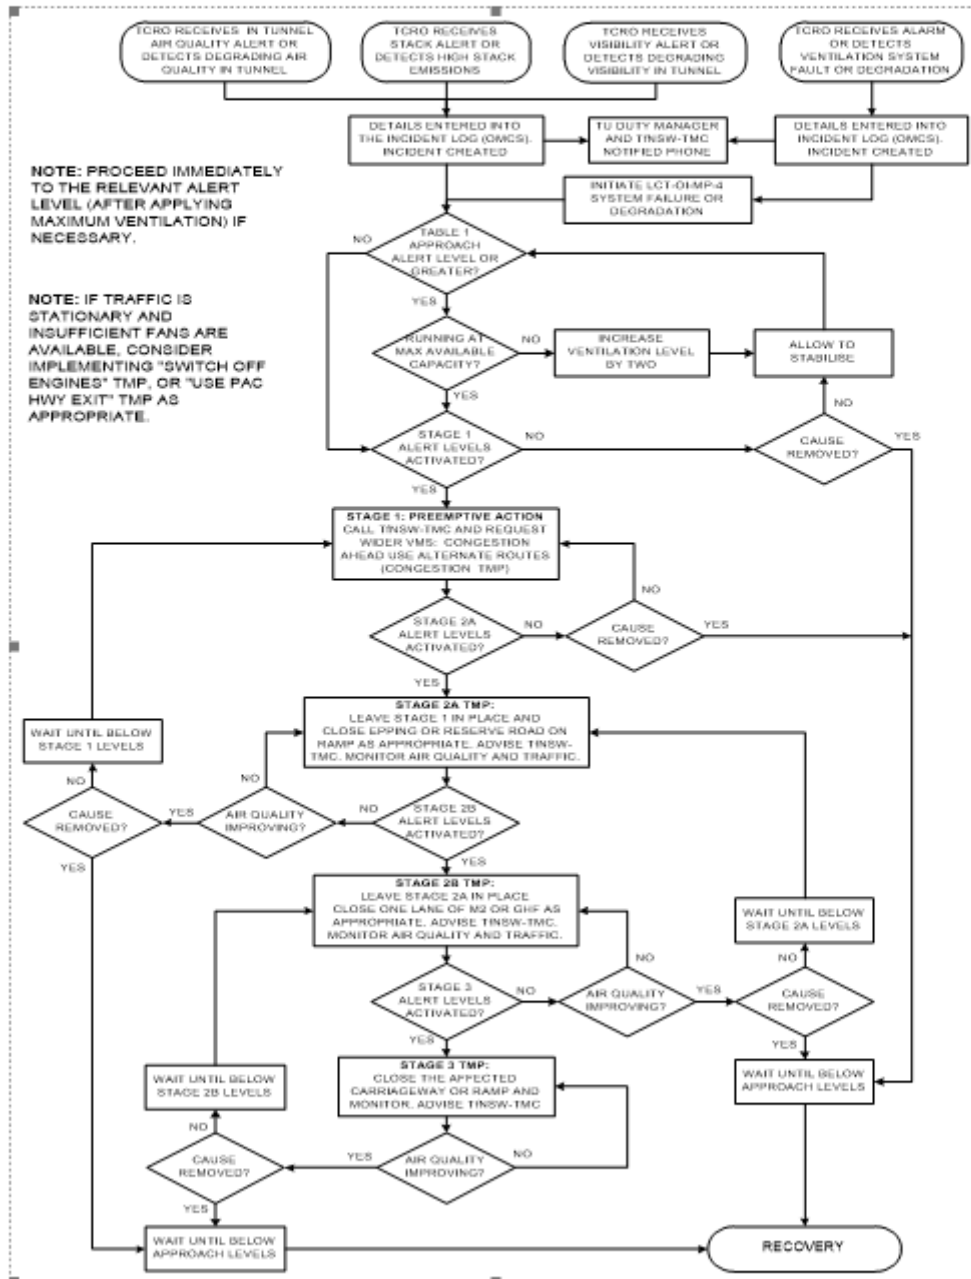 TCRO RECEIVES IN TUNNEL
AIR QUALITY ALERT OR
DETECTS DEGRADING AIR
QUALITY IN TUNNEL
TCRO RECEIVES
STACK ALERT OR
DETECTS HIGH STACK
EMISSIONS
TCRO RECEIVES
VISIBILITY ALERT OR
DETECTS DEGRADING
VISIBILITY IN TUNNEL
TCRO RECEIVES ALARM
OR DETECTS
VENTILATION SYSTEM
FAULT OR DEGRADATION
DETAILS ENTERED INTO
THE INCIDENT LOG (OMCS).
INCIDENT CREATED
TU DUTY MANAGER
AND TfNSW-TMC
NOTIFIED PHONE
DETAILS ENTERED INTO
INCIDENT LOG (OMCS).
INCIDENT CREATED
NOTE: PROCEED IMMEDIATELY
TO THE RELEVANT ALERT
LEVEL (AFTER APPLYING
MAXIMUM VENTILATION) IF
NECESSARY.
INITIATE LCT-OI-MP-4
SYSTEM FAILURE OR
DEGRADATION
NO
TABLE 1
APPROACH
ALERT LEVEL OR
GREATER?
YES
NOTE: IF TRAFFIC IS
STATIONARY AND
INSUFFICIENT FANS ARE
AVAILABLE, CONSIDER
IMPLEMENTING "SWITCH OFF
ENGINES" TMP, OR "USE PAC
HWY EXIT" TMP AS
APPROPRIATE.
RUNNING AT
MAX AVAILABLE
CAPACITY?
NO
INCREASE
VENTILATION LEVEL
BY TWO
ALLOW TO
STABILISE
YES
NO
STAGE 1
ALERT LEVELS
ACTIVATED?
NO
CAUSE
REMOVED?
YES
YES
STAGE 1: PREEMPTIVE ACTION
CALL TfNSW-TMC AND REQUEST
WIDER VMS: CONGESTION
AHEAD USE ALTERNATE ROUTES
(CONGESTION TMP)
NO
STAGE 2A
ALERT LEVELS
ACTIVATED?
NO
CAUSE
REMOVED?
YES
YES
STAGE 2A TMP:
LEAVE STAGE 1 IN PLACE AND
CLOSE EPPING OR RESERVE ROAD ON
RAMP AS APPROPRIATE. ADVISE TfNSW-
TMC. MONITOR AIR QUALITY AND TRAFFIC.
WAIT UNTIL BELOW
STAGE 1 LEVELS
NO
NO
CAUSE
REMOVED?
YES
AIR QUALITY
IMPROVING?
NO
STAGE 2B
ALERT LEVELS
ACTIVATED?
YES
YES
STAGE 2B TMP:
LEAVE STAGE 2A IN PLACE
CLOSE ONE LANE OF M2 OR GHF AS
APPROPRIATE. ADVISE TfNSW-TMC.
MONITOR AIR QUALITY AND TRAFFIC.
WAIT UNTIL BELOW
STAGE 2A LEVELS
NO
NO
STAGE 3
ALERT LEVELS
ACTIVATED?
NO
AIR QUALITY
IMPROVING?
YES
CAUSE
REMOVED?
YES
YES
STAGE 3 TMP:
CLOSE THE AFFECTED
CARRIAGEWAY OR RAMP AND
MONITOR. ADVISE TfNSW-TMC
WAIT UNTIL BELOW
STAGE 2B LEVELS
WAIT UNTIL BELOW
APPROACH LEVELS
NO
CAUSE
REMOVED?
YES
AIR QUALITY
IMPROVING?
NO
YES
WAIT UNTIL BELOW
APPROACH LEVELS
RECOVERY